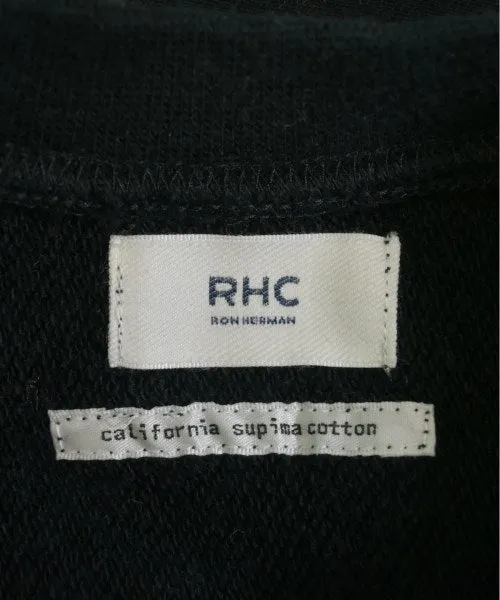 RHC
RON HERMAN
california supima cotton